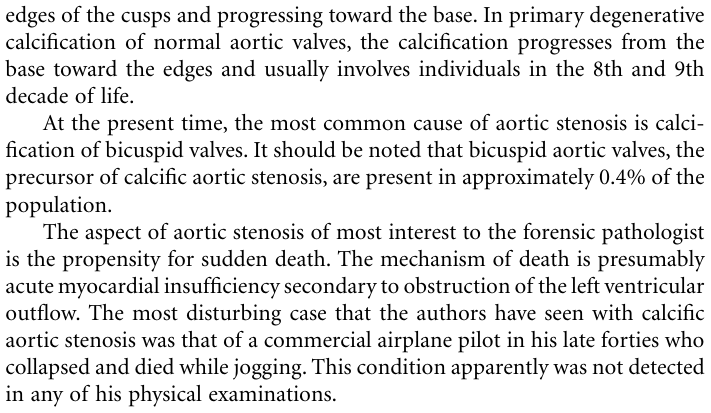 edges of the cusps and progressing toward the base. In primary degenerative
calcification of normal aortic valves, the calcification progresses from the
base toward the edges and usually involves individuals in the 8th and 9th
decade of life.
At the present time, the most common cause of aortic stenosis is calci-
fication of bicuspid valves. It should be noted that bicuspid aortic valves, the
precursor of calcific aortic stenosis, are present in approximately 0.4% of the
population.
The aspect of aortic stenosis of most interest to the forensic pathologist
is the propensity for sudden death. The mechanism of death is presumably
acute myocardial insufficiency secondary to obstruction of the left ventricular
outflow. The most disturbing case that the authors have seen with calcific
aortic stenosis was that of a commercial airplane pilot in his late forties who
collapsed and died while jogging. This condition apparently was not detected
in any of his physical examinations.